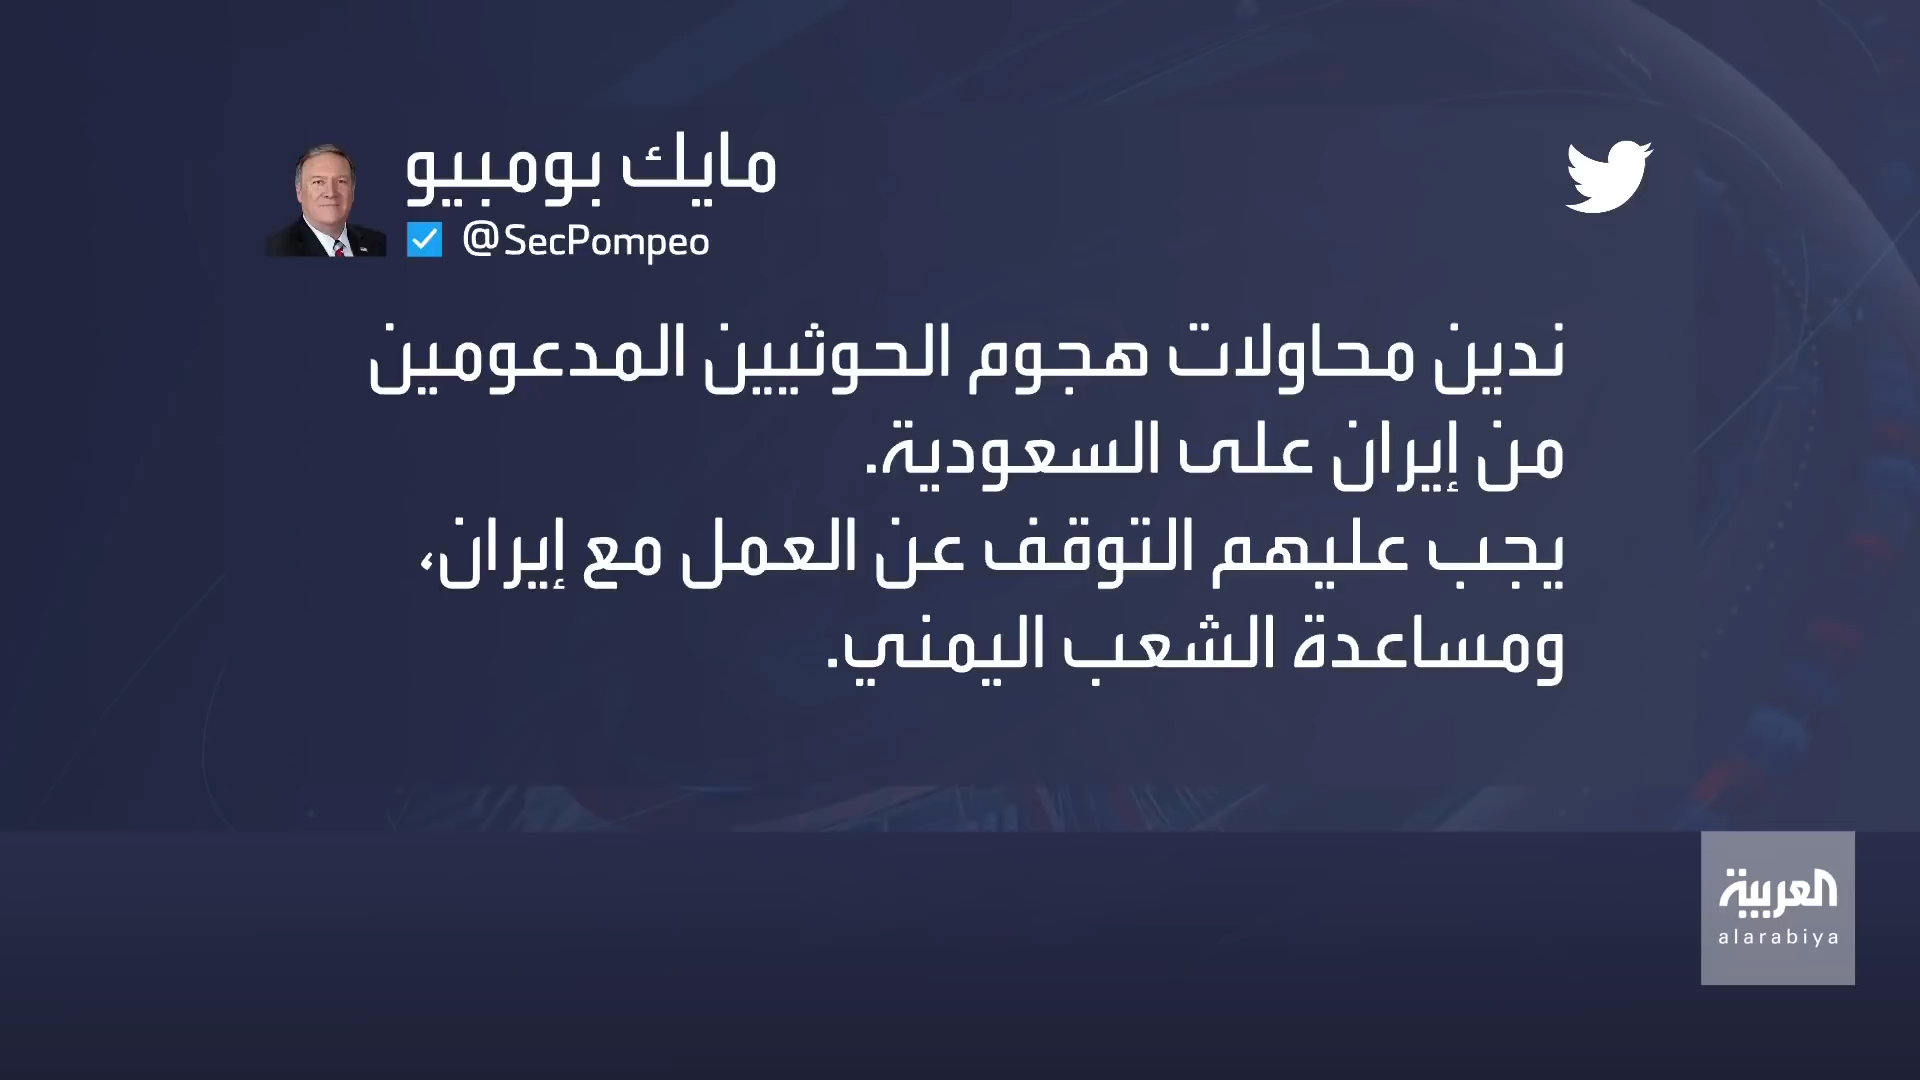 مايك بومبيو
@SecPompeo
ندين محاولات هجوم الحوثيين المدعومين
من إيران على السعودية.
يجب عليهم التوقف عن العمل مع إيران،
ومساعدة الشعب اليمني.
العربية
alarabiya